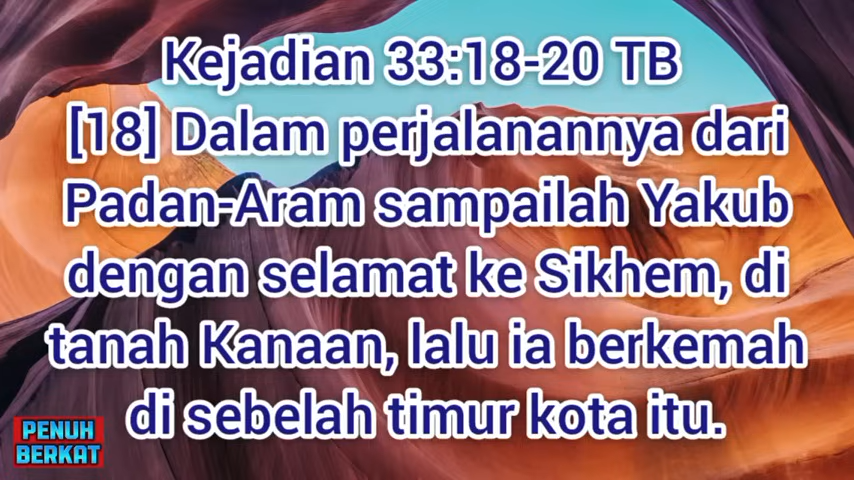 Kejadian 33:18-20 TB
[18] Dalam perjalanannya dari
Padan-Aram sampailah Yakub
dengan selamat ke Sikhem, di
tanah Kanaan, lalu ia berkemah
di sebelah timur kota itu.
PENUH
BERKAT